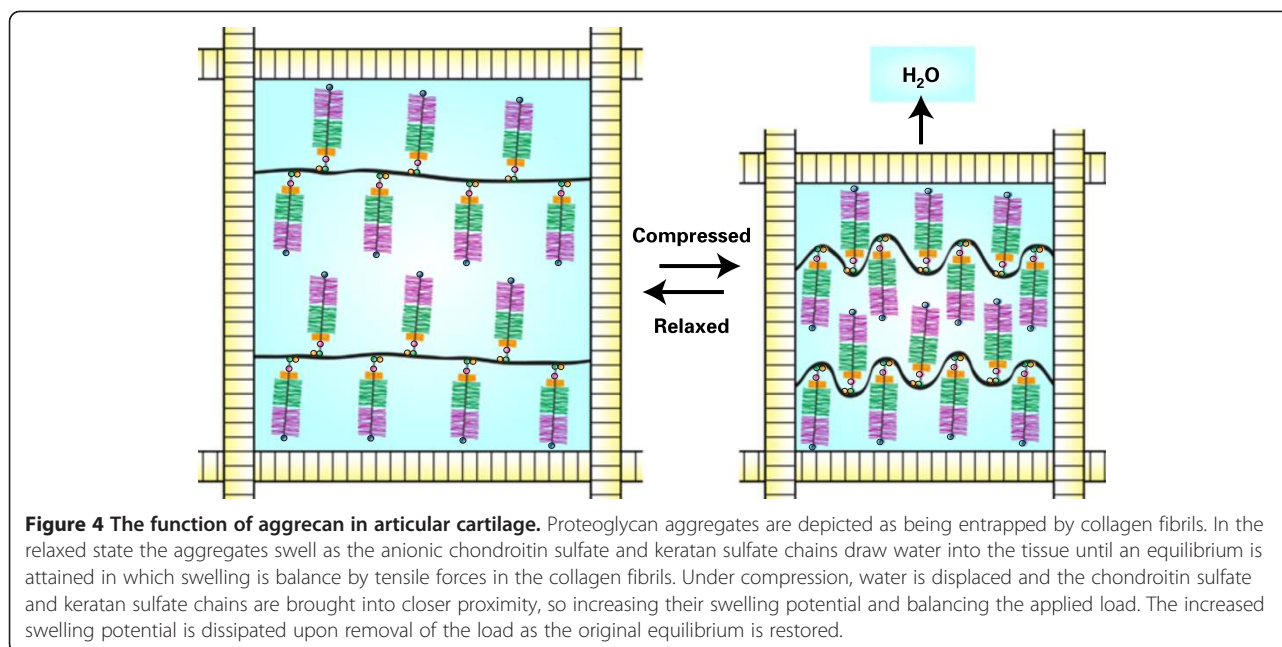 H₂O
Compressed
Relaxed
Figure 4 The function of aggrecan in articular cartilage. Proteoglycan aggregates are depicted as being entrapped by collagen fibrils. In the
relaxed state the aggregates swell as the anionic chondroitin sulfate and keratan sulfate chains draw water into the tissue until an equilibrium is
attained in which swelling is balance by tensile forces in the collagen fibrils. Under compression, water is displaced and the chondroitin sulfate
and keratan sulfate chains are brought into closer proximity, so increasing their swelling potential and balancing the applied load. The increased
swelling potential is dissipated upon removal of the load as the original equilibrium is restored.